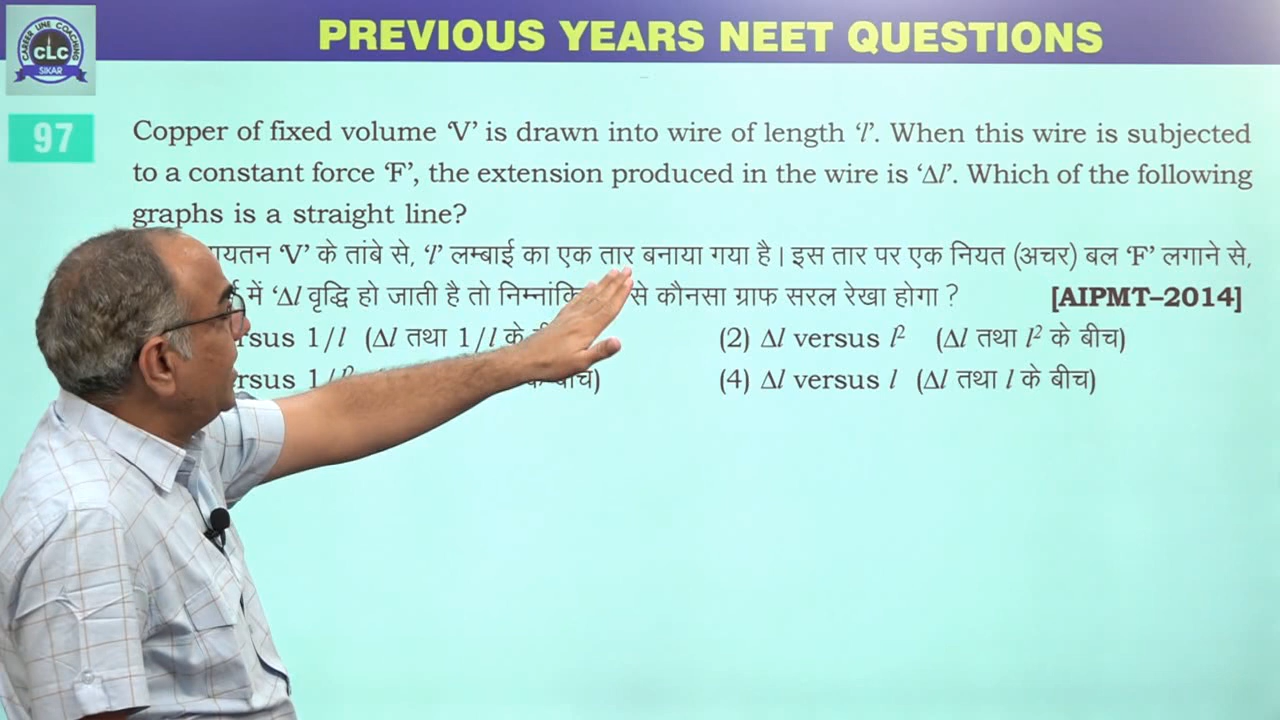 CAREER LINE COACHING
CLC
SIKAR
PREVIOUS YEARS NEET QUESTIONS
97
Copper of fixed volume ‘V’ is drawn into wire of length ‘l’. When this wire is subjected
to a constant force ‘F’, the extension produced in the wire is ‘Δl’. Which of the following
graphs is a straight line?
‘V’ के तांबे से, ‘l’ लम्बाई का एक तार बनाया गया है। इस तार पर एक नियत (अचर) बल ‘F’ लगाने से,
में ‘Δl वृद्धि हो जाती है तो से कौनसा ग्राफ सरल रेखा होगा ? [AIPMT–2014]
1/l (Δl तथा 1/l के (2) Δl versus l² (Δl तथा l² के बीच)
(4) Δl versus l (Δl तथा l के बीच)